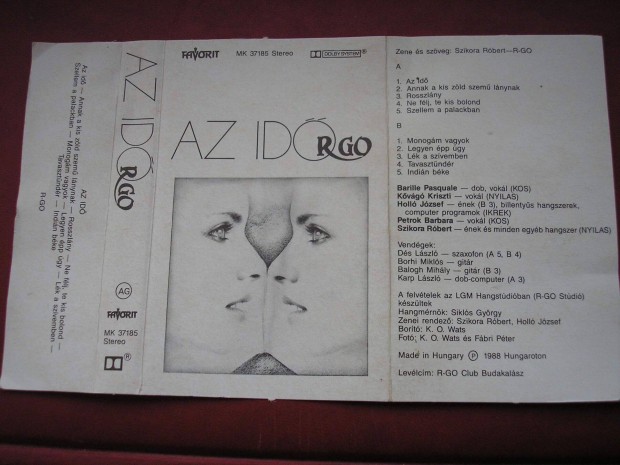 Az idő — Annak a kis zöld szemű lánynak — Rosszlány — Ne félj, te kis bolond —
Szellem a palackban — Monogám vagyok — Legyen épp úgy — Lék a szívemben —
Tavasztündér — Indián béke
AZ IDŐ
R-GO
AZ IDŐ R-GO
AG
FAVORIT
MK 37185
Stereo
FAVORIT MK 37185 Stereo DOLBY SYSTEM ®
AZ IDŐ R-GO
Zene és szöveg: Szikora Róbert—R-GO
A
1. Az idő
2. Annak a kis zöld szemű lánynak
3. Rosszlány
4. Ne félj, te kis bolond
5. Szellem a palackban
B
1. Monogám vagyok
2. Legyen épp úgy
3. Lék a szívemben
4. Tavasztündér
5. Indián béke
Barille Pasquale — dob, vokál (KOS)
Kővágó Kriszti — vokál (NYILAS)
Holló József — ének (B 3), billentyűs hangszerek,
computer programok (IKREK)
Petrok Barbara — vokál (KOS)
Szikora Róbert — ének és minden egyéb hangszer (NYILAS)
Vendégek:
Dés László — szaxofon (A 5, B 4)
Borhi Miklós — gitár
Balogh Mihály — gitár (B 3)
Karp László — dob-computer (A 3)
A felvételek az LGM Hangstúdióban (R-GO Stúdió)
készültek
Hangmérnök: Siklós György
Zenei rendező: Szikora Róbert, Holló József
Borító: K. O. Wats
Fotó: K. O. Wats és Fábri Péter
Made in Hungary Ⓟ 1988 Hungaroton
Levélcím: R-GO Club Budakalász